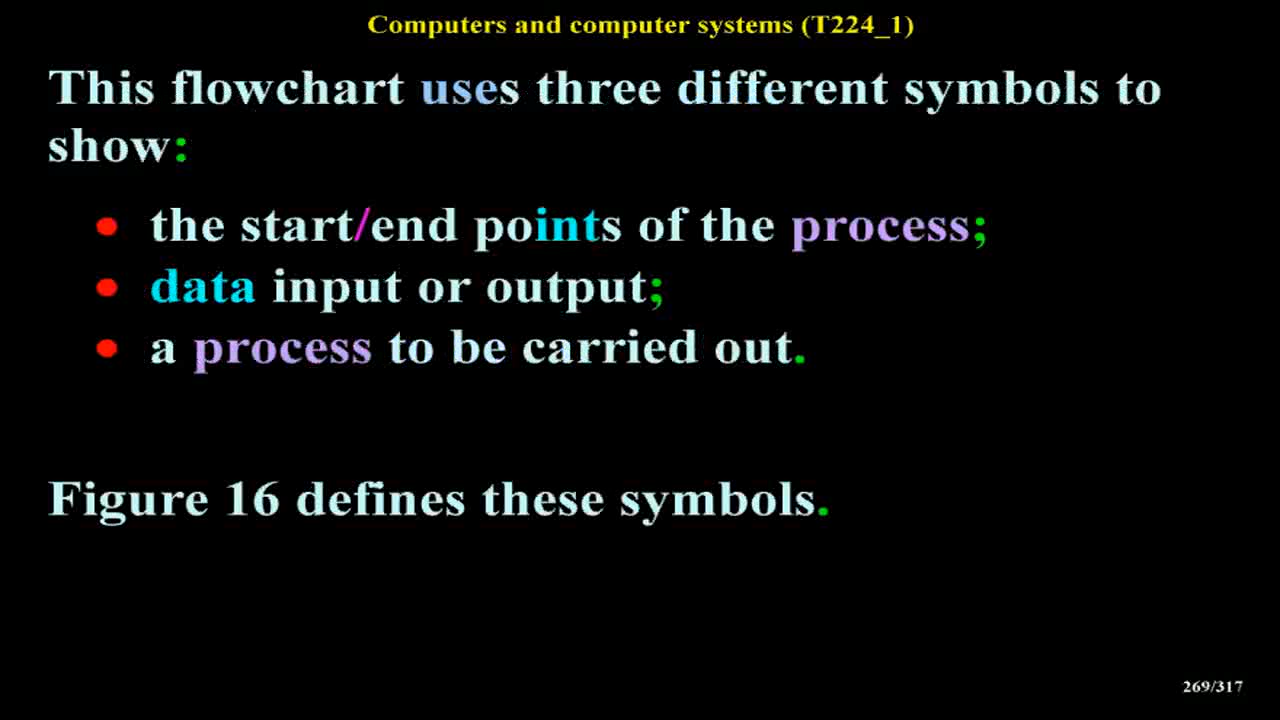 Computers and computer systems (T224_1)
This flowchart uses three different symbols to
show:
• the start/end points of the process;
• data input or output;
• a process to be carried out.
Figure 16 defines these symbols.
269/317